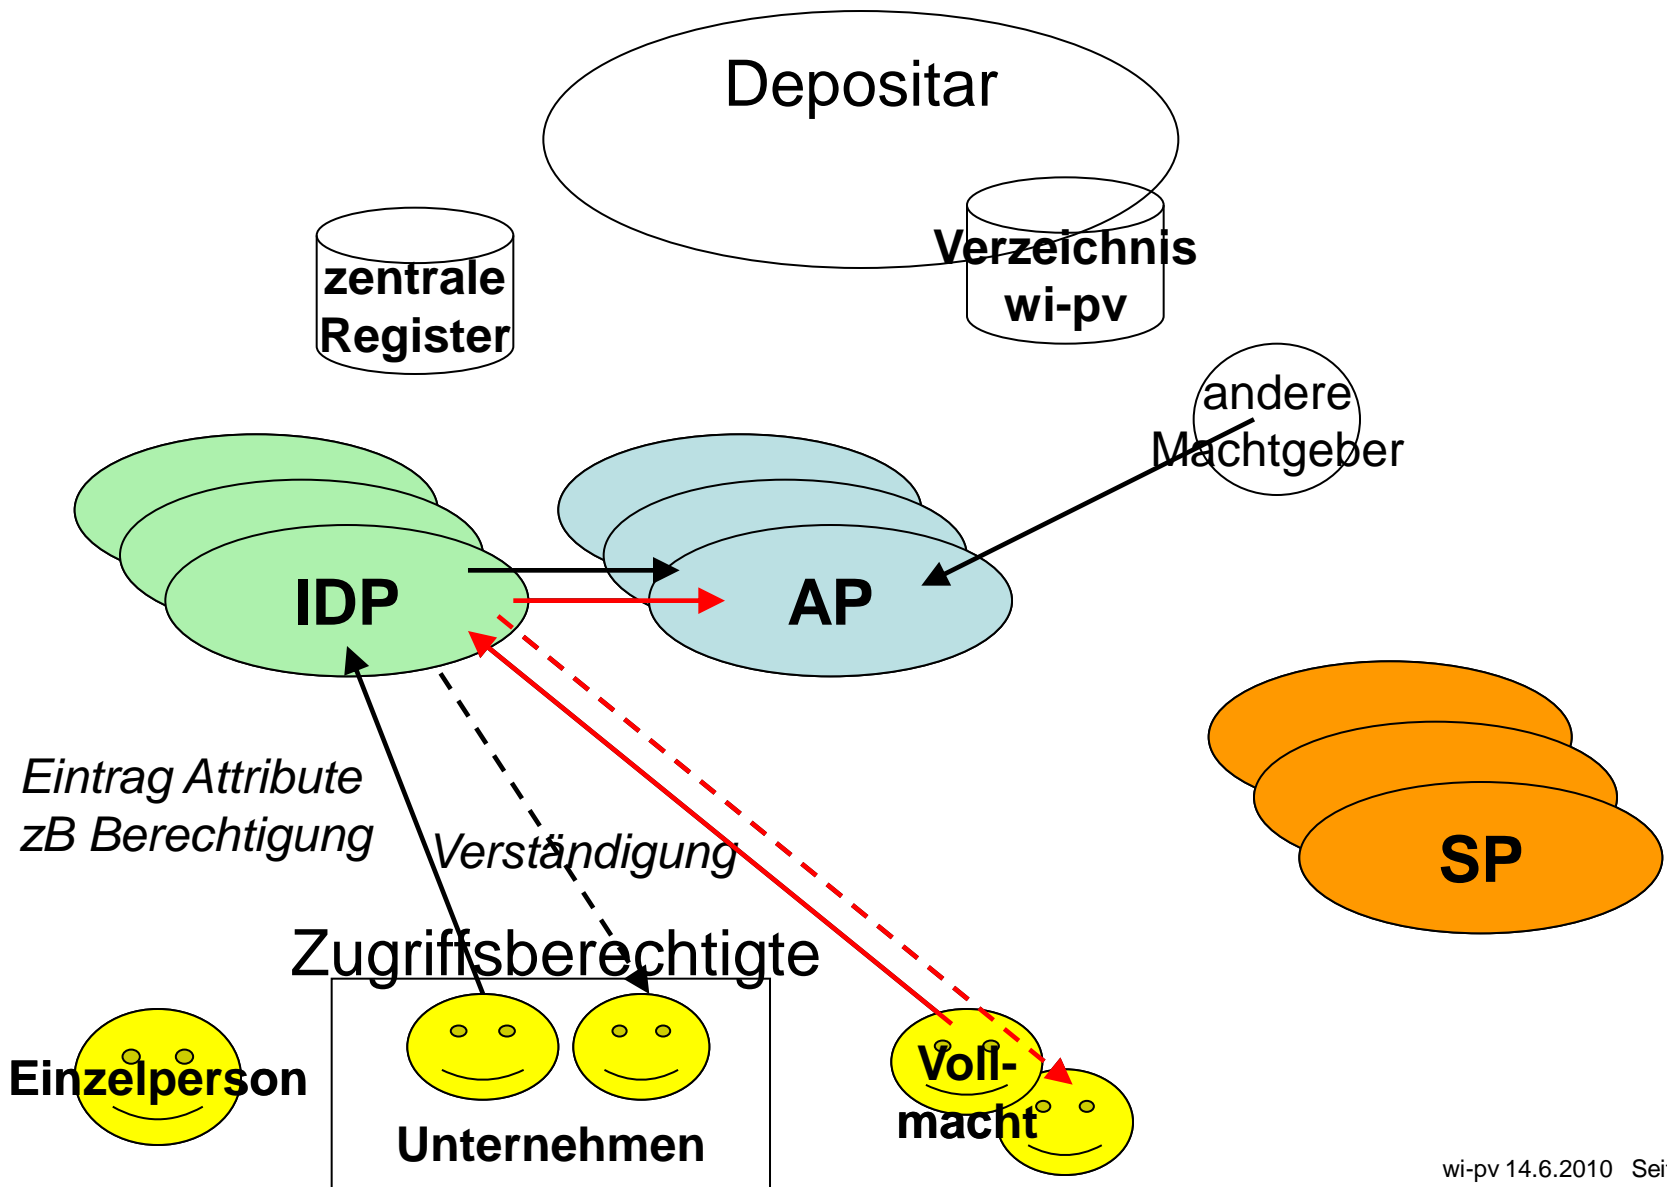 Depositar
zentrale
Register
Verzeichnis
wi-pv
andere
Machtgeber
IDP
AP
Eintrag Attribute
zB Berechtigung
Verständigung
SP
Zugriffsberechtigte
Einzelperson
Unternehmen
Voll-
macht
wi-pv 14.6.2010